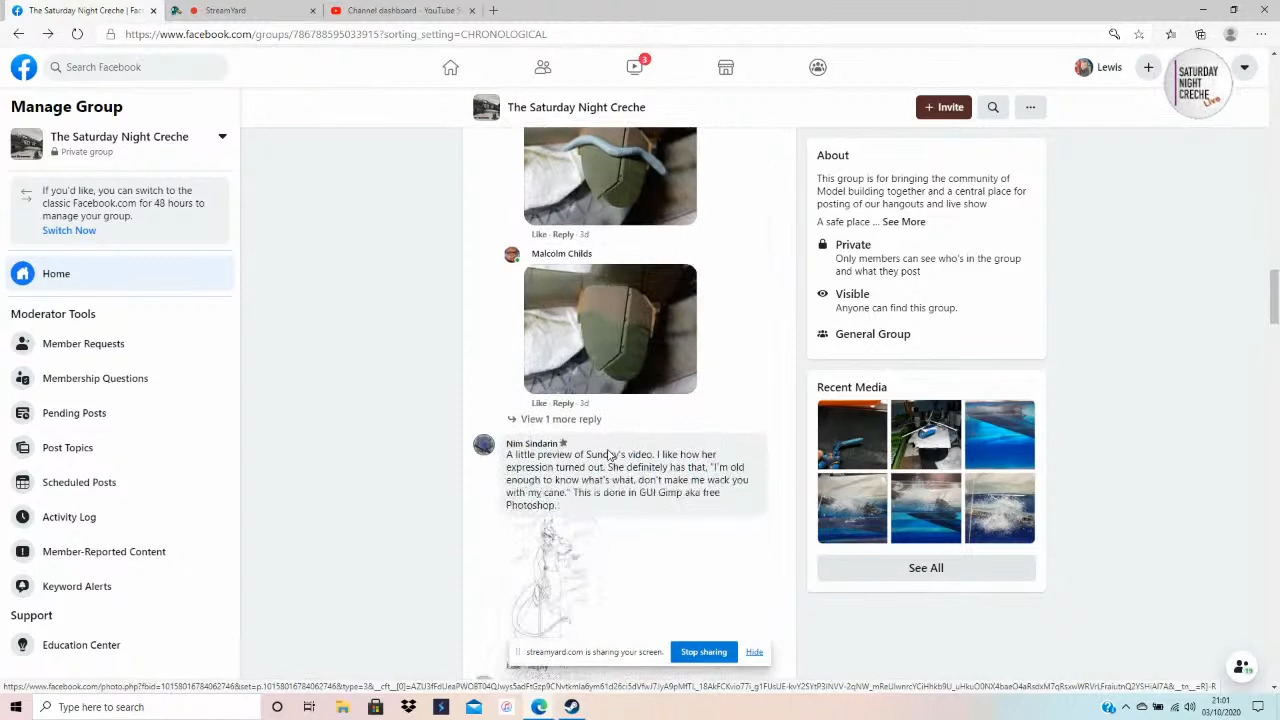 The Saturday Night Creche | Fac
StreamYard
Channel dashboard - YouTube S
https://www.facebook.com/groups/786788595033915?sorting_setting=CHRONOLOGICAL
Search Facebook
3
Lewis
SATURDAY
NIGHT
CRECHE
Live
Manage Group
The Saturday Night Creche
Private group
If you'd like, you can switch to the
classic Facebook.com for 48 hours to
manage your group.
Switch Now
Home
Moderator Tools
Member Requests
Membership Questions
Pending Posts
Post Topics
Scheduled Posts
Activity Log
Member-Reported Content
Keyword Alerts
Support
Education Center
The Saturday Night Creche
+ Invite
Like · Reply · 3d
Malcolm Childs
Like · Reply · 3d
View 1 more reply
Nim Sindarin
A little preview of Sunday's video. I like how her
expression turned out. She definitely has that, "I'm old
enough to know what's what, don't make me wack you
with my cane." This is done in GUI Gimp aka free
Photoshop.
streamyard.com is sharing your screen.
Stop sharing
Hide
About
This group is for bringing the community of
Model building together and a central place for
posting of our hangouts and live show
A safe place ... See More
Private
Only members can see who's in the group
and what they post
Visible
Anyone can find this group.
General Group
Recent Media
See All
Type here to search
21:01
03/10/2020